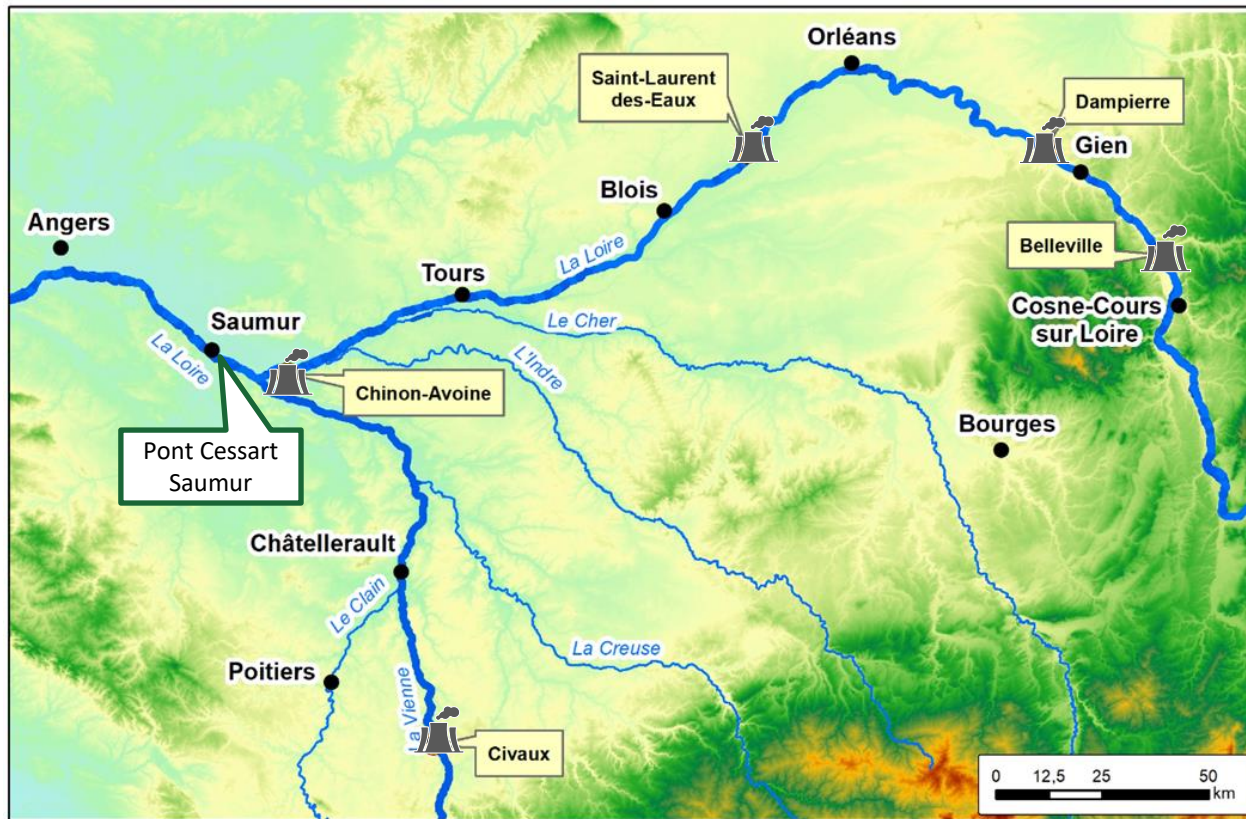 Orléans
Saint-Laurent
des-Eaux
Dampierre
Gien
Blois
Angers
La Loire
Belleville
Tours
Cosne-Cours
sur Loire
Saumur
Le Cher
La Loire
L'Indre
Chinon-Avoine
Bourges
Pont Cessart
Saumur
Châtellerault
Le Clain
La Creuse
Poitiers
La Vienne
Civaux
0 12,5 25 50
km